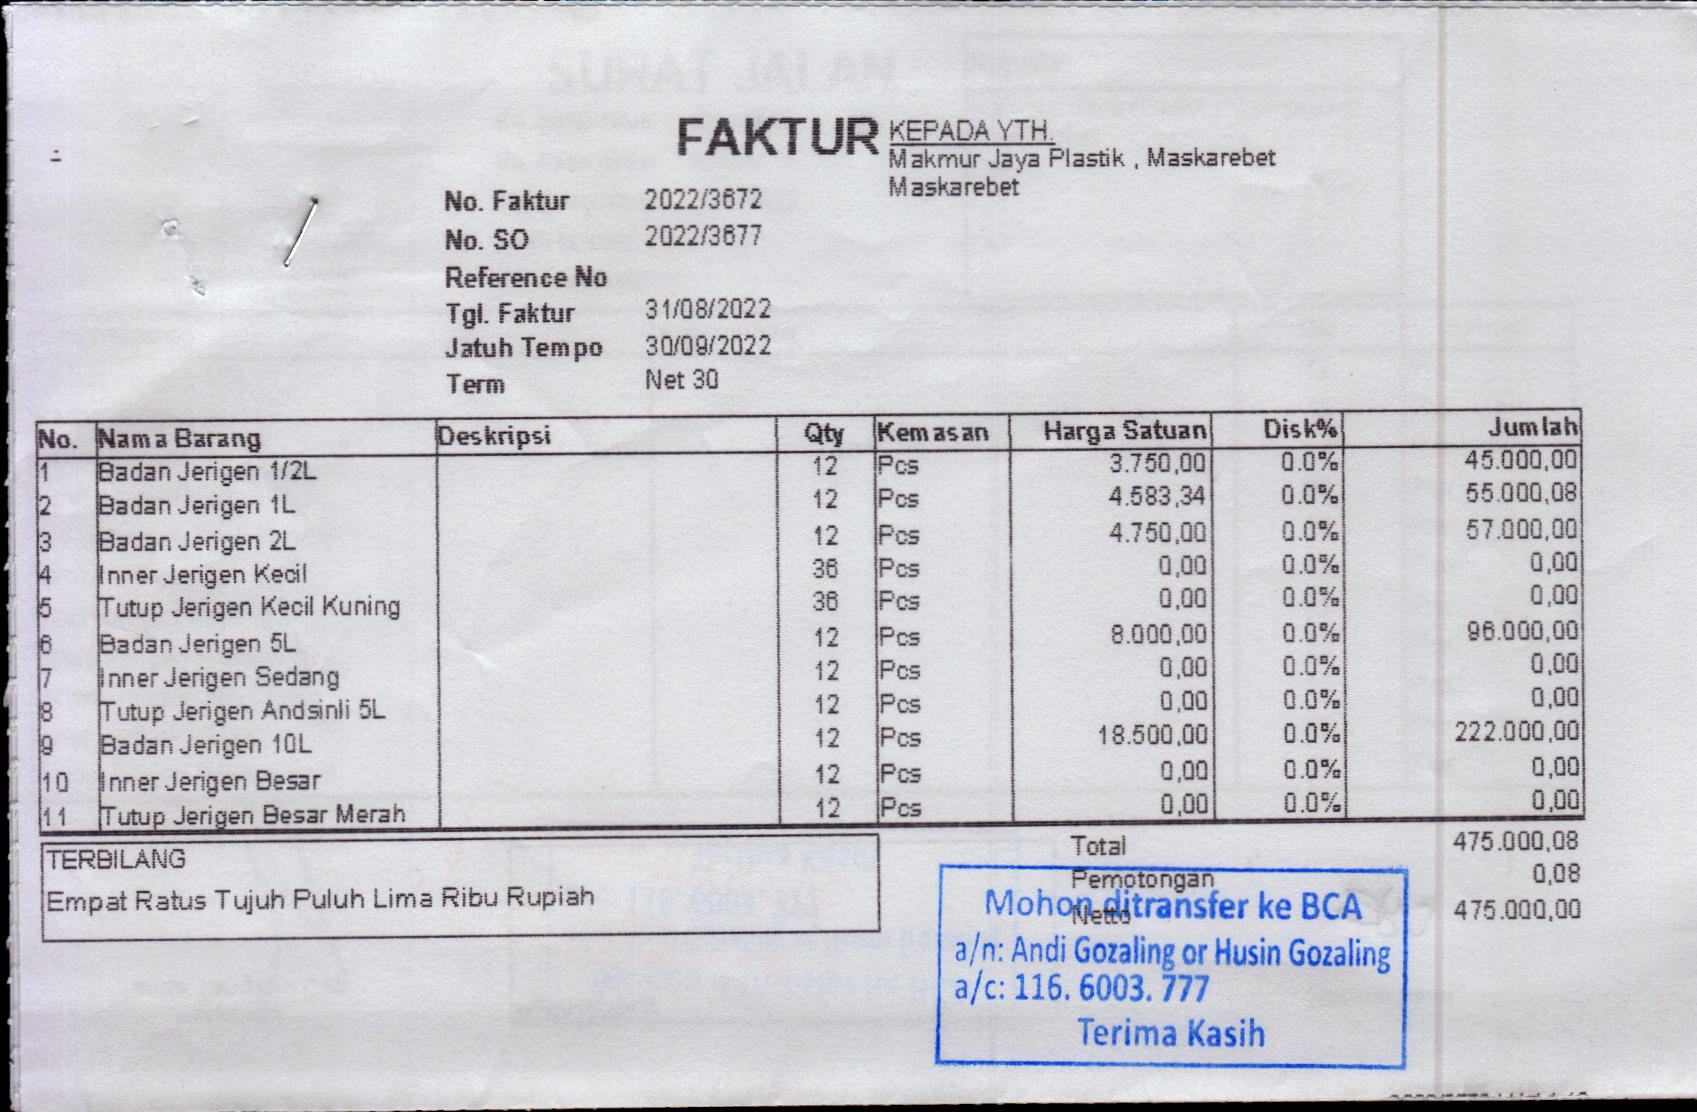 FAKTUR
KEPADA YTH.
Makmur Jaya Plastik , Maskarebet
Maskarebet
No. Faktur 2022/3672
No. SO 2022/3677
Reference No
Tgl. Faktur 31/08/2022
Jatuh Tempo 30/09/2022
Term Net 30
No. Nama Barang Deskripsi Qty Kemasan Harga Satuan Disk% Jumlah
1 Badan Jerigen 1/2L 12 Pcs 3.750,00 0.0% 45.000,00
2 Badan Jerigen 1L 12 Pcs 4.583,34 0.0% 55.000,08
3 Badan Jerigen 2L 12 Pcs 4.750,00 0.0% 57.000,00
4 Inner Jerigen Kecil 36 Pcs 0,00 0.0% 0,00
5 Tutup Jerigen Kecil Kuning 36 Pcs 0,00 0.0% 0,00
6 Badan Jerigen 5L 12 Pcs 8.000,00 0.0% 96.000,00
7 Inner Jerigen Sedang 12 Pcs 0,00 0.0% 0,00
8 Tutup Jerigen Andsinli 5L 12 Pcs 0,00 0.0% 0,00
9 Badan Jerigen 10L 12 Pcs 18.500,00 0.0% 222.000,00
10 Inner Jerigen Besar 12 Pcs 0,00 0.0% 0,00
11 Tutup Jerigen Besar Merah 12 Pcs 0,00 0.0% 0,00
TERBILANG
Empat Ratus Tujuh Puluh Lima Ribu Rupiah
Total 475.000,08
Pemotongan 0,08
Netto 475.000,00
Mohon ditransfer ke BCA
a/n: Andi Gozaling or Husin Gozaling
a/c: 116. 6003. 777
Terima Kasih